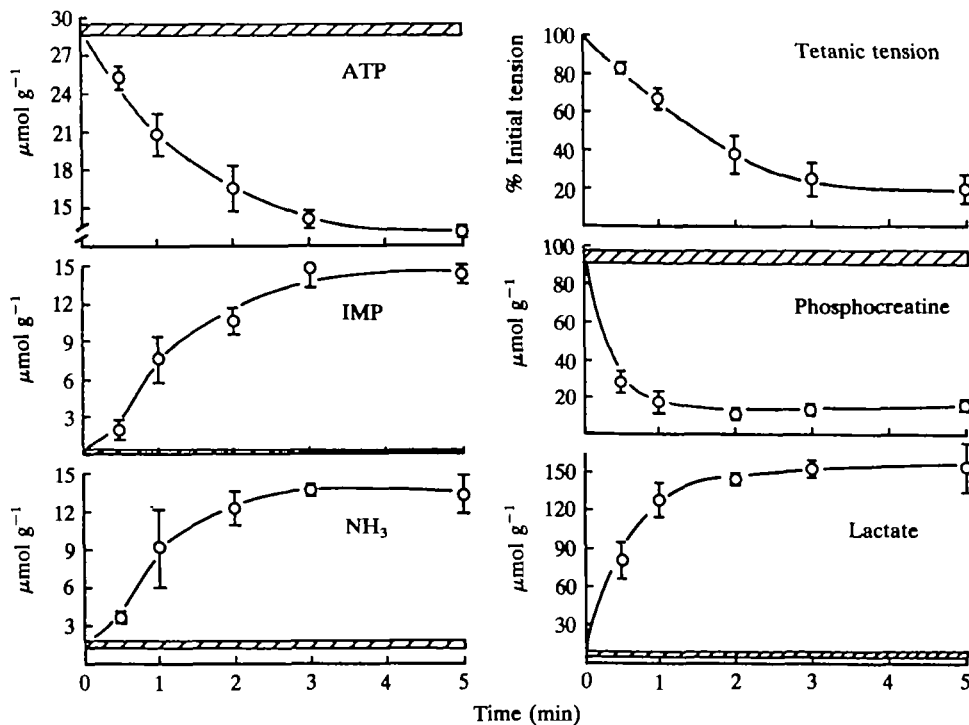 30
27
24
21
18
15
μmol g⁻¹
ATP
15
12
9
6
3
μmol g⁻¹
IMP
15
12
9
6
3
μmol g⁻¹
NH₃
0 1 2 3 4 5
100
80
60
40
20
% Initial tension
Tetanic tension
100
80
60
40
20
μmol g⁻¹
Phosphocreatine
150
120
90
60
30
μmol g⁻¹
Lactate
0 1 2 3 4 5
Time (min)